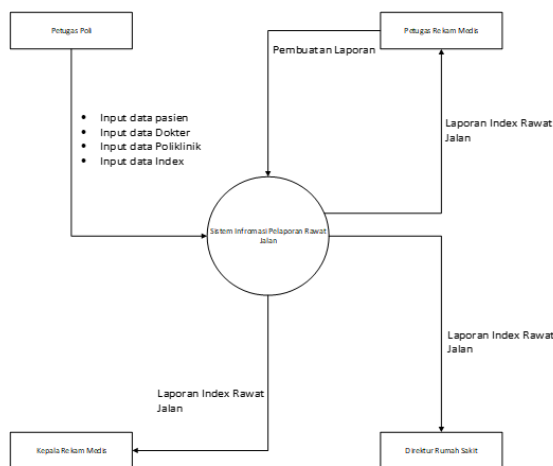 Petugas Poli
Petugas Rekam Medis
Pembuatan Laporan
• Input data pasien
• Input data Dokter
• Input data Poliklinik
• Input data Index
Laporan Index Rawat
Jalan
Sistem Infromasi Pelaporan Rawat
Jalan
Laporan Index Rawat
Jalan
Laporan Index Rawat
Jalan
Kepala Rekam Medis
Direktur Rumah Sakit